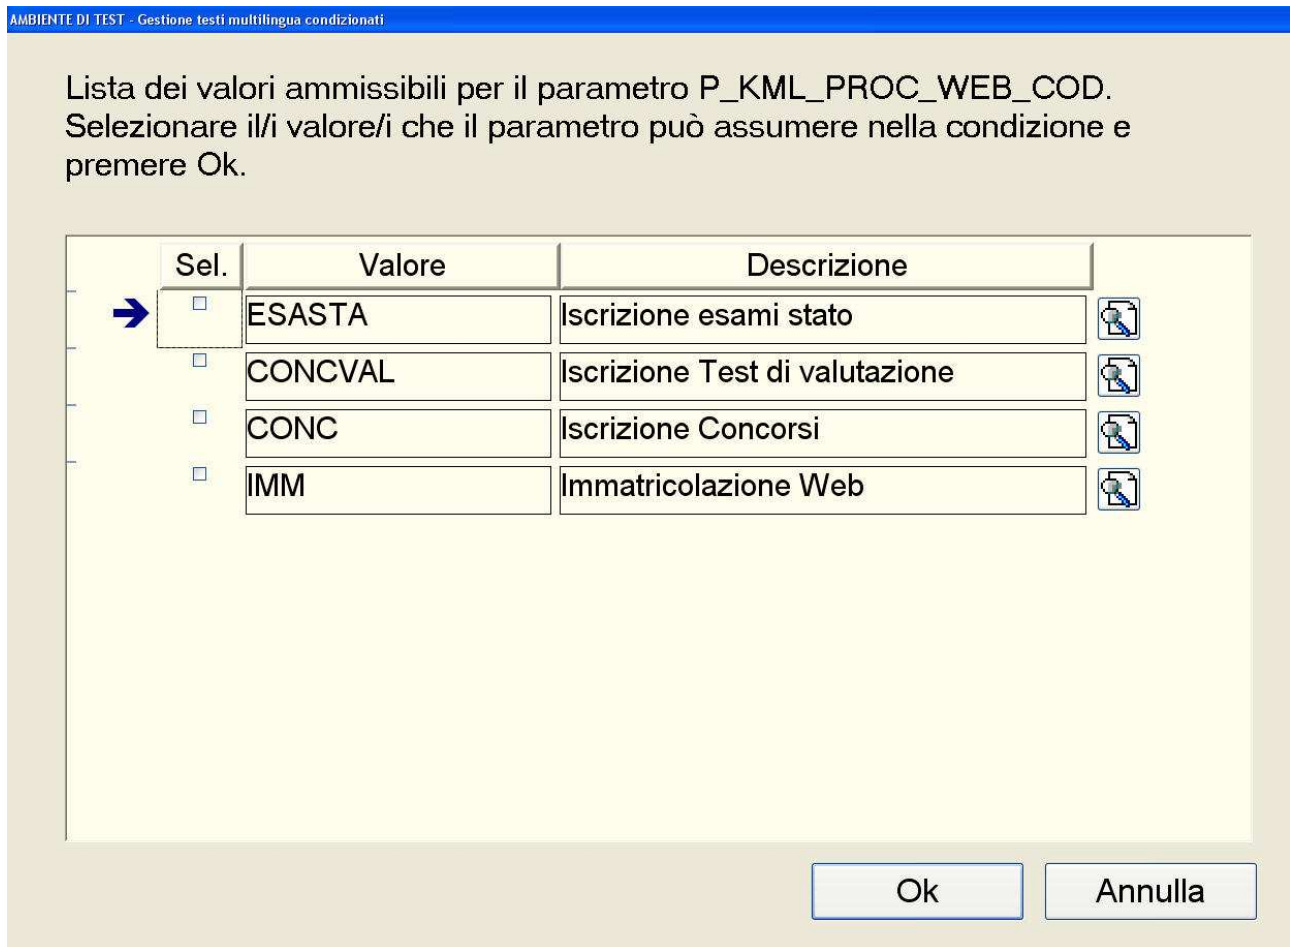 AMBIENTE DI TEST - Gestione testi multilingua condizionati
Lista dei valori ammissibili per il parametro P_KML_PROC_WEB_COD.
Selezionare il/i valore/i che il parametro può assumere nella condizione e
premere Ok.
Sel. Valore Descrizione
ESASTA Iscrizione esami stato
CONCVAL Iscrizione Test di valutazione
CONC Iscrizione Concorsi
IMM Immatricolazione Web
Ok Annulla